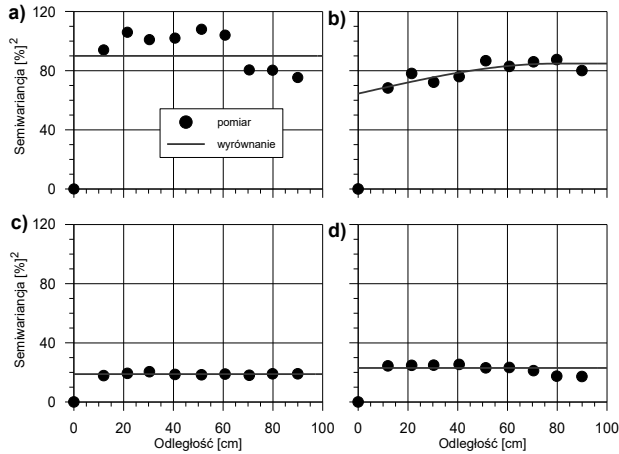 a)
120
80
40
0
Semiwariancja [%]2
pomiar
wyrównanie
b)
c)
120
80
40
0
Semiwariancja [%]2
0 20 40 60 80 100
Odległość [cm]
d)
0 20 40 60 80 100
Odległość [cm]